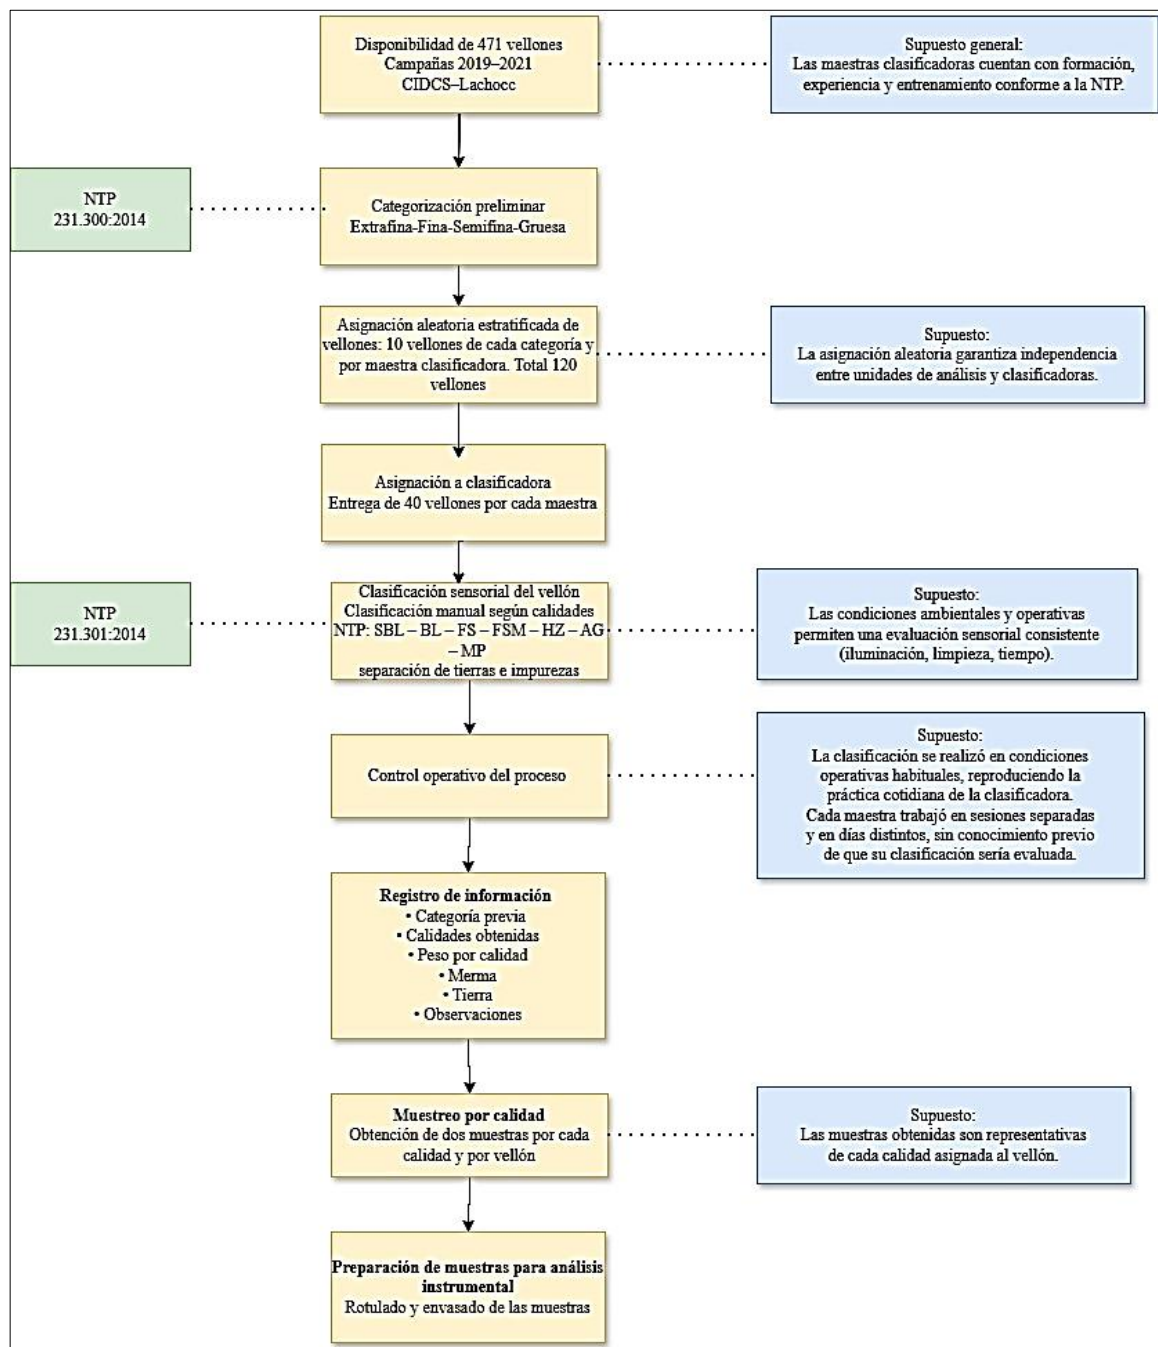 Disponibilidad de 471 vellones
Campañas 2019–2021
CIDCS–Lachocc
Supuesto general:
Las maestras clasificadoras cuentan con formación,
experiencia y entrenamiento conforme a la NTP.
NTP
231.300:2014
Categorización preliminar
Extrafina-Fina-Semifina-Gruesa
Asignación aleatoria estratificada de
vellones: 10 vellones de cada categoría y
por maestra clasificadora. Total 120
vellones
Supuesto:
La asignación aleatoria garantiza independencia
entre unidades de análisis y clasificadoras.
Asignación a clasificadora
Entrega de 40 vellones por cada maestra
NTP
231.301:2014
Clasificación sensorial del vellón
Clasificación manual según calidades
NTP: SBL – BL – FS – FSM – HZ – AG
– MP
separación de tierras e impurezas
Supuesto:
Las condiciones ambientales y operativas
permiten una evaluación sensorial consistente
(iluminación, limpieza, tiempo).
Control operativo del proceso
Supuesto:
La clasificación se realizó en condiciones
operativas habituales, reproduciendo la
práctica cotidiana de la clasificadora.
Cada maestra trabajó en sesiones separadas
y en días distintos, sin conocimiento previo
de que su clasificación sería evaluada.
Registro de información
• Categoría previa
• Calidades obtenidas
• Peso por calidad
• Merma
• Tierra
• Observaciones
Muestreo por calidad
Obtención de dos muestras por cada
calidad y por vellón
Supuesto:
Las muestras obtenidas son representativas
de cada calidad asignada al vellón.
Preparación de muestras para análisis
instrumental
Rotulado y envasado de las muestras